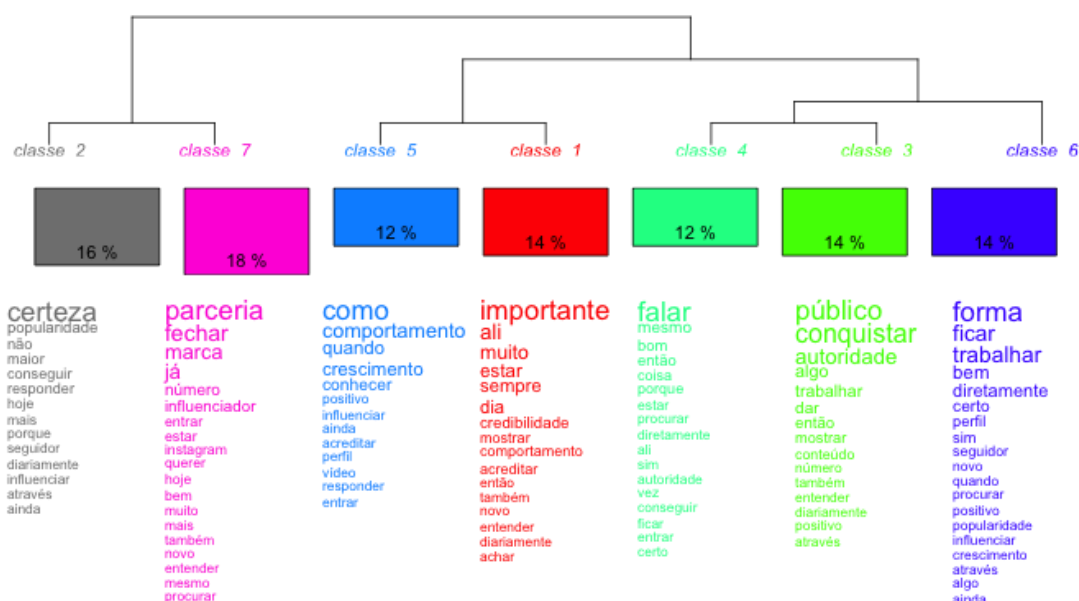 classe 2
classe 7
classe 5
classe 1
classe 4
classe 3
classe 6
16 %
18 %
12 %
14 %
12 %
14 %
14 %
certeza
popularidade
não
maior
conseguir
responder
hoje
mais
porque
seguidor
diariamente
influenciar
através
ainda
parceria
fechar
marca
já
número
influenciador
entrar
estar
instagram
querer
hoje
bem
muito
mais
também
novo
entender
mesmo
procurar
como
comportamento
quando
crescimento
conhecer
positivo
influenciar
ainda
acreditar
perfil
vídeo
responder
entrar
importante
ali
muito
estar
sempre
dia
credibilidade
mostrar
comportamento
acreditar
então
também
novo
entender
diariamente
achar
falar
mesmo
bom
então
coisa
porque
estar
procurar
diretamente
ali
sim
autoridade
vez
conseguir
ficar
entrar
certo
público
conquistar
autoridade
algo
trabalhar
dar
então
mostrar
conteúdo
número
também
entender
diariamente
positivo
através
forma
ficar
trabalhar
bem
diretamente
certo
perfil
sim
seguidor
novo
quando
procurar
positivo
popularidade
influenciar
crescimento
através
algo
ainda